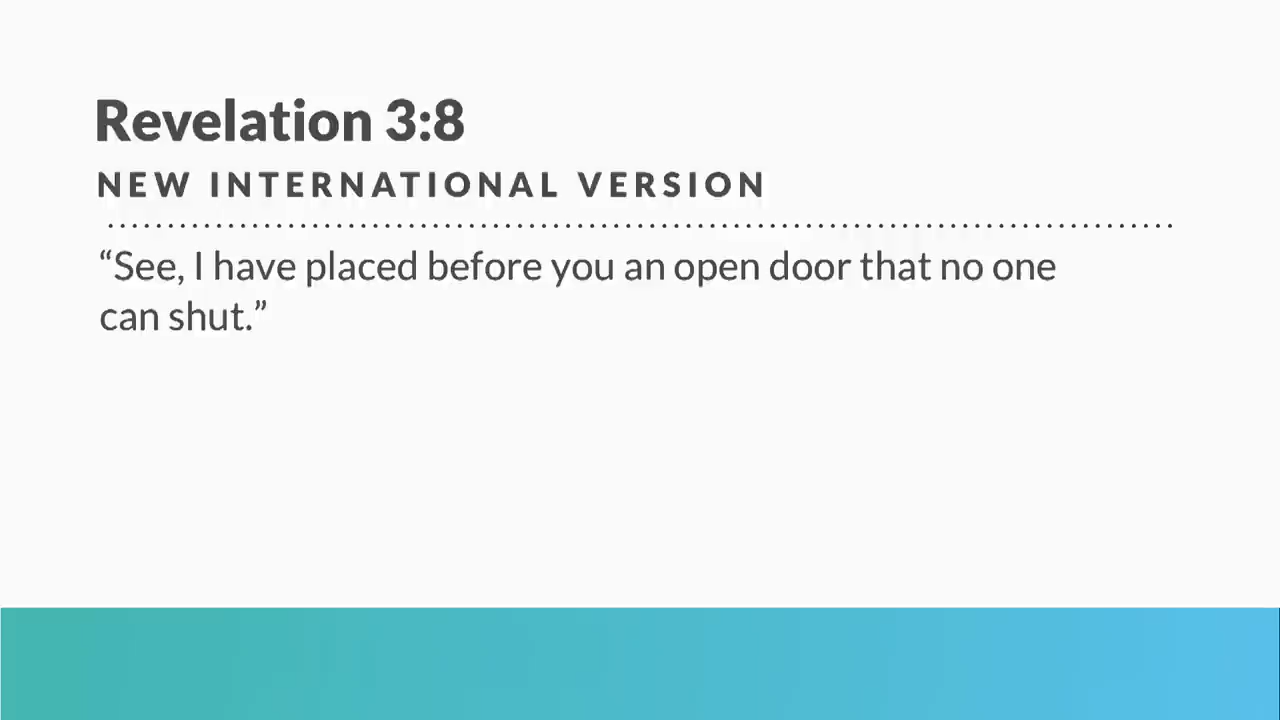 Revelation 3:8
NEW INTERNATIONAL VERSION
“See, I have placed before you an open door that no one
can shut.”